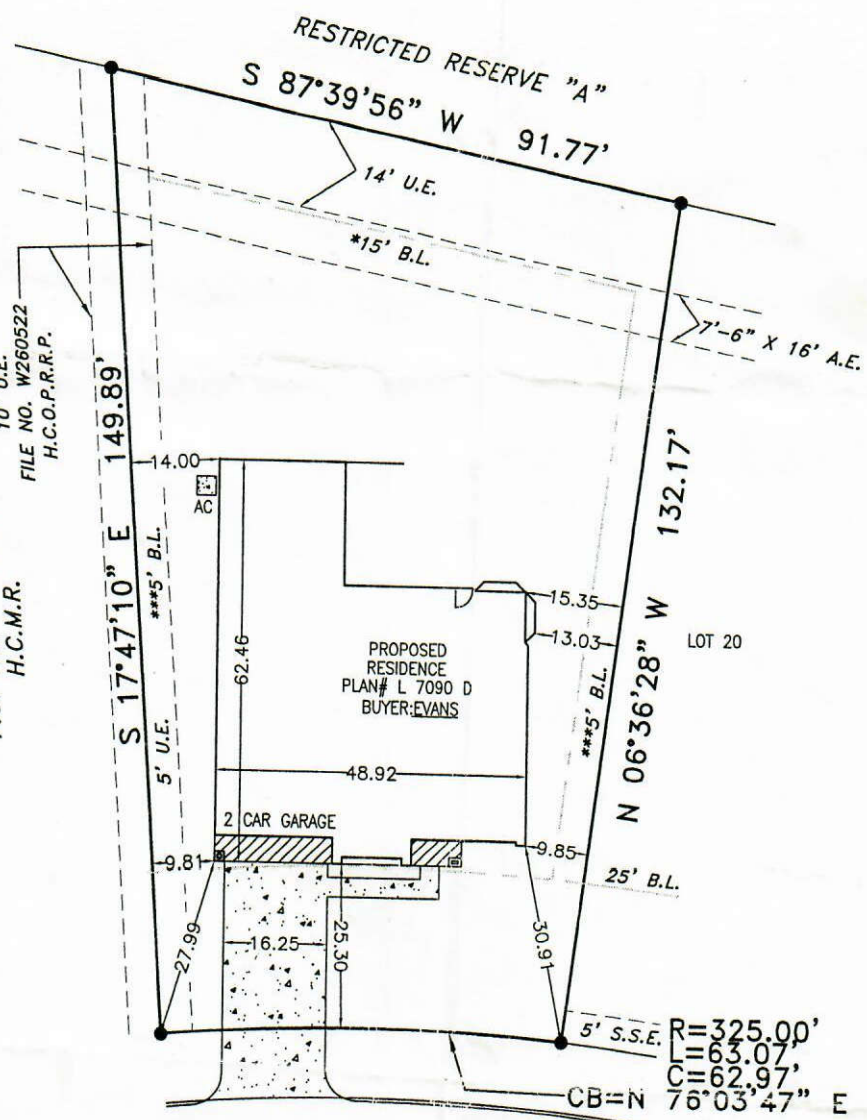 RESTRICTED RESERVE "A"
S 87°39'56" W 91.77'
14' U.E.
*15' B.L.
7'-6" X 16' A.E.
10' U.E.
FILE NO. W260522
H.C.O.P.R.R.P.
H.C.M.R.
S 17°47'10" E 149.89'
***5' B.L.
5' U.E.
14.00
AC
62.46
15.35
13.03
LOT 20
PROPOSED
RESIDENCE
PLAN# L 7090 D
BUYER:EVANS
***5' B.L.
N 06°36'28" W 132.17'
48.92
2 CAR GARAGE
9.81
9.85
25' B.L.
27.99
16.25
25.30
30.91
5' S.S.E.
R=325.00'
L=63.07'
C=62.97'
CB=N 76°03'47" E